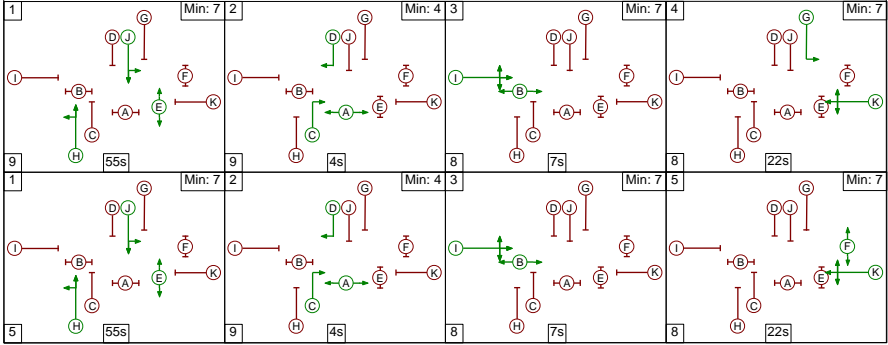 1 Min: 7
G
D J
F
I
B
K
E
A
C
H
9 55s
2 Min: 4
G
D J
F
I
B
K
E
A
C
H
9 4s
3 Min: 7
G
D J
F
I
B
K
E
A
C
H
8 7s
4 Min: 7
G
D J
F
I
B
K
E
A
C
H
8 22s
1 Min: 7
G
D J
F
I
B
K
E
A
C
H
5 55s
2 Min: 4
G
D J
F
I
B
K
E
A
C
H
9 4s
3 Min: 7
G
D J
F
I
B
K
E
A
C
H
8 7s
5 Min: 7
G
D J
F
I
B
K
E
A
C
H
8 22s